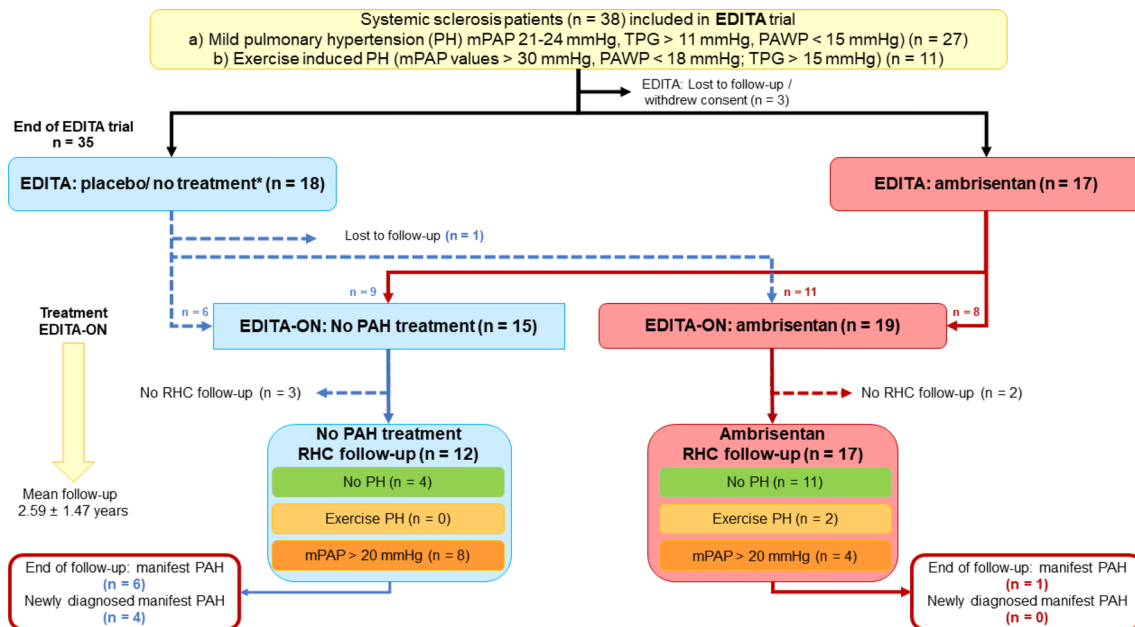 Systemic sclerosis patients (n = 38) included in EDITA trial
a) Mild pulmonary hypertension (PH) mPAP 21-24 mmHg, TPG > 11 mmHg, PAWP < 15 mmHg) (n = 27)
b) Exercise induced PH (mPAP values > 30 mmHg, PAWP < 18 mmHg; TPG > 15 mmHg) (n = 11)
EDITA: Lost to follow-up /
withdrew consent (n = 3)
End of EDITA trial
n = 35
EDITA: placebo/ no treatment* (n = 18)
EDITA: ambrisentan (n = 17)
Lost to follow-up (n = 1)
n = 9
n = 11
n = 6
n = 8
Treatment
EDITA-ON
EDITA-ON: No PAH treatment (n = 15)
EDITA-ON: ambrisentan (n = 19)
No RHC follow-up (n = 3)
No RHC follow-up (n = 2)
No PAH treatment
RHC follow-up (n = 12)
No PH (n = 4)
Exercise PH (n = 0)
mPAP > 20 mmHg (n = 8)
Ambrisentan
RHC follow-up (n = 17)
No PH (n = 11)
Exercise PH (n = 2)
mPAP > 20 mmHg (n = 4)
Mean follow-up
2.59 ± 1.47 years
End of follow-up: manifest PAH
(n = 6)
Newly diagnosed manifest PAH
(n = 4)
End of follow-up: manifest PAH
(n = 1)
Newly diagnosed manifest PAH
(n = 0)